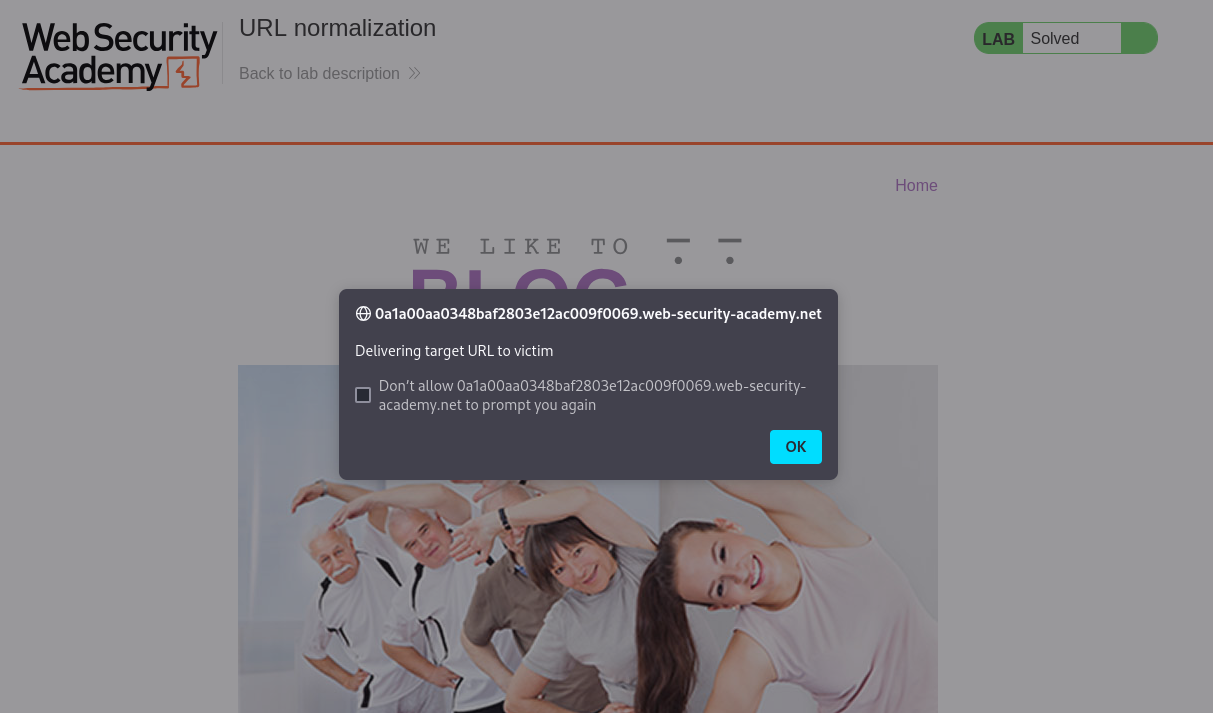 Web Security
Academy
URL normalization
Back to lab description
LAB Solved
Home
WE LIKE TO
BLOG
0a1a00aa0348baf2803e12ac009f0069.web-security-academy.net
Delivering target URL to victim
Don't allow 0a1a00aa0348baf2803e12ac009f0069.web-security-
academy.net to prompt you again
OK